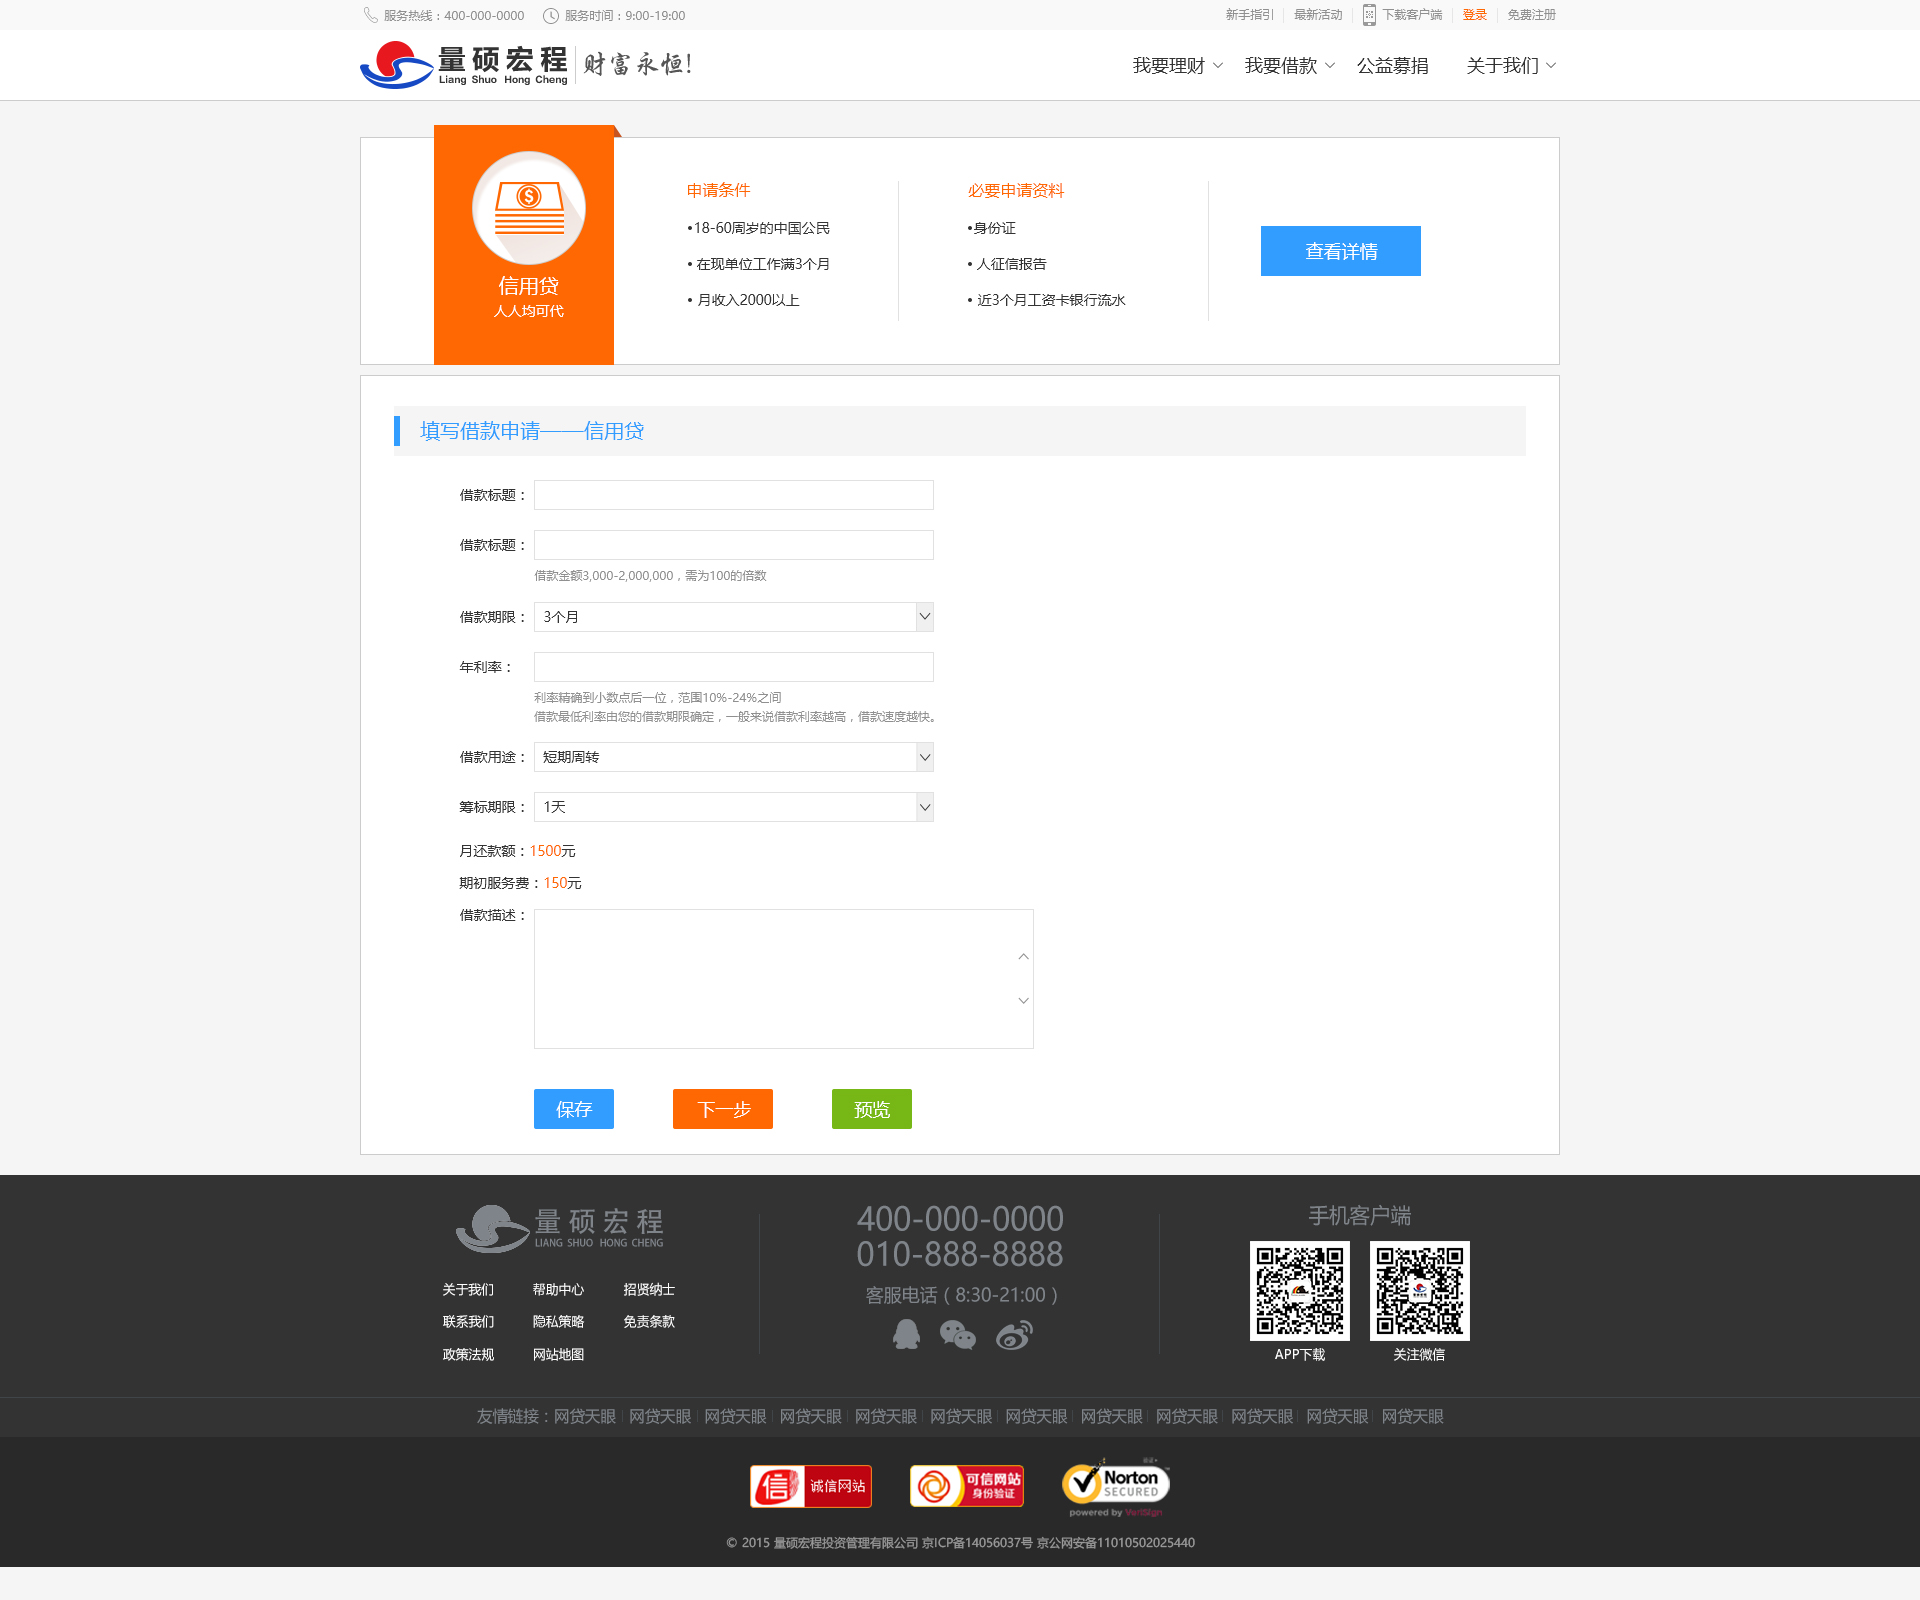 服务热线：400-000-0000 服务时间：9:00-19:00 新手指引 最新活动 下载客户端 登录 免费注册
量硕宏程 财富永恒! 我要理财 我要借款 公益募捐 关于我们
Liang Shuo Hong Cheng
申请条件 必要申请资料
•18-60周岁的中国公民 •身份证
查看详情
• 在现单位工作满3个月 • 人征信报告
信用贷
• 月收入2000以上 • 近3个月工资卡银行流水
人人均可代
填写借款申请——信用贷
借款标题：
借款标题：
借款金额3,000-2,000,000，需为100的倍数
借款期限： 3个月
年利率：
利率精确到小数点后一位，范围10%-24%之间
借款最低利率由您的借款期限确定，一般来说借款利率越高，借款速度越快。
借款用途： 短期周转
筹标期限： 1天
月还款额：1500元
期初服务费：150元
借款描述：
保存 下一步 预览
量硕宏程 400-000-0000 手机客户端
LIANG SHUO HONG CHENG
010-888-8888
关于我们 帮助中心 招贤纳士 客服电话（8:30-21:00）
联系我们 隐私策略 免责条款
政策法规 网站地图 APP下载 关注微信
友情链接：网贷天眼 网贷天眼 网贷天眼 网贷天眼 网贷天眼 网贷天眼 网贷天眼 网贷天眼 网贷天眼 网贷天眼 网贷天眼 网贷天眼
信 诚信网站 可信网站 Norton
身份验证 SECURED
powered by VeriSign
© 2015 量硕宏程投资管理有限公司 京ICP备14056037号 京公网安备11010502025440